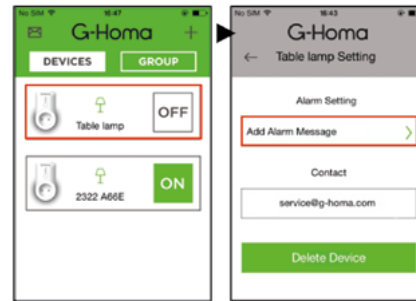 No SIM 16:47
G-Homa
DEVICES GROUP
Table lamp OFF
2322 A66E ON
No SIM 16:43
G-Homa
Table lamp Setting
Alarm Setting
Add Alarm Message
Contact
service@g-homa.com
Delete Device